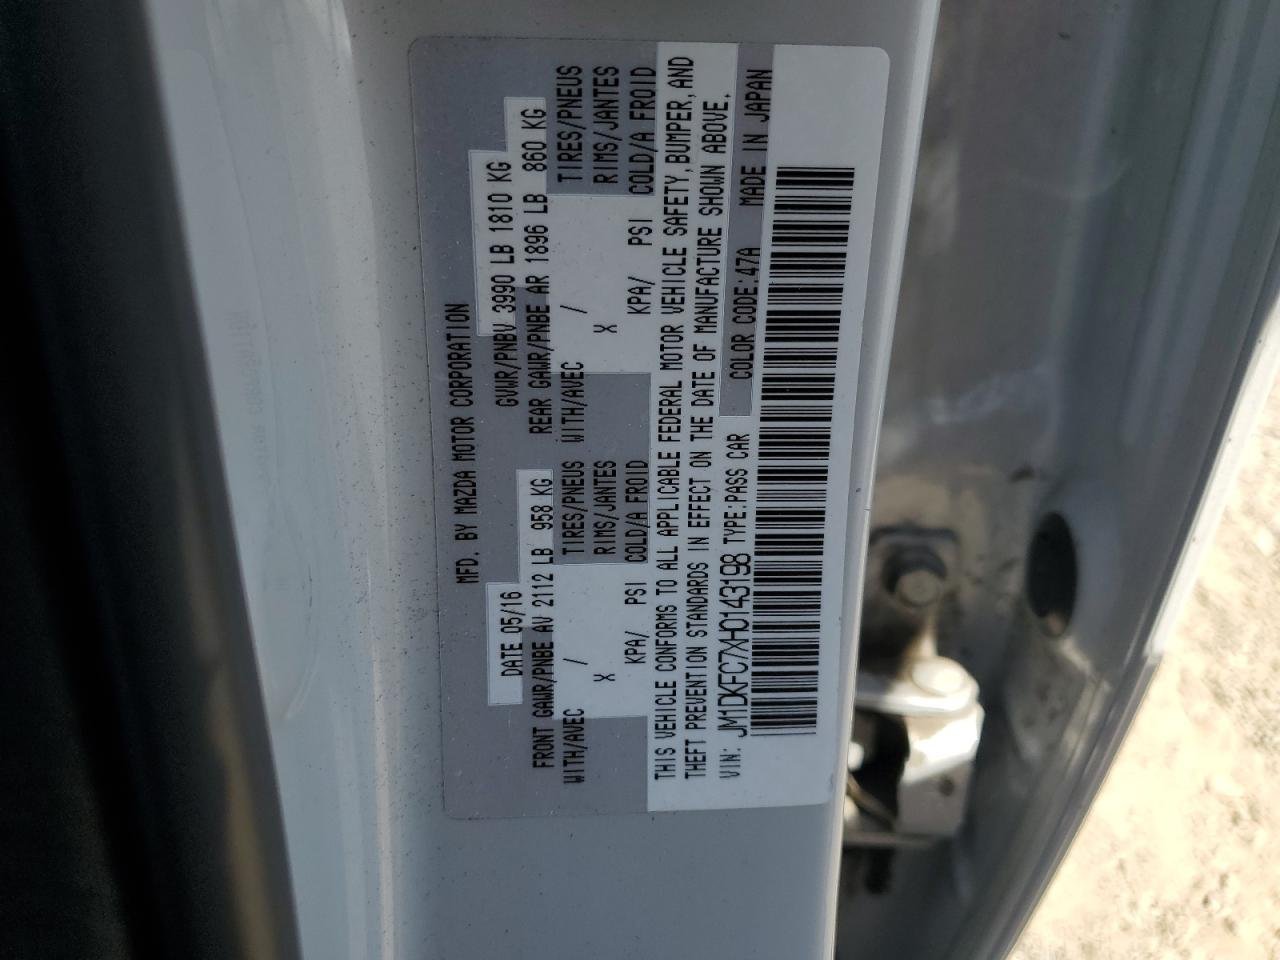 MFD. BY MAZDA MOTOR CORPORATION
DATE 05/16 GVWR/PNBV 3990 LB 1810 KG
FRONT GAWR/PNBE AV 2112 LB 958 KG REAR GAWR/PNBE AR 1896 LB 860 KG
WITH/AVEC / TIRES/PNEUS WITH/AVEC / TIRES/PNEUS
X RIMS/JANTES X RIMS/JANTES
KPA/ PSI COLD/A FROID KPA/ PSI COLD/A FROID
THIS VEHICLE CONFORMS TO ALL APPLICABLE FEDERAL MOTOR VEHICLE SAFETY, BUMPER, AND
THEFT PREVENTION STANDARDS IN EFFECT ON THE DATE OF MANUFACTURE SHOWN ABOVE.
VIN: JM1DKFC7XH0143198 TYPE:PASS CAR COLOR CODE:47A MADE IN JAPAN